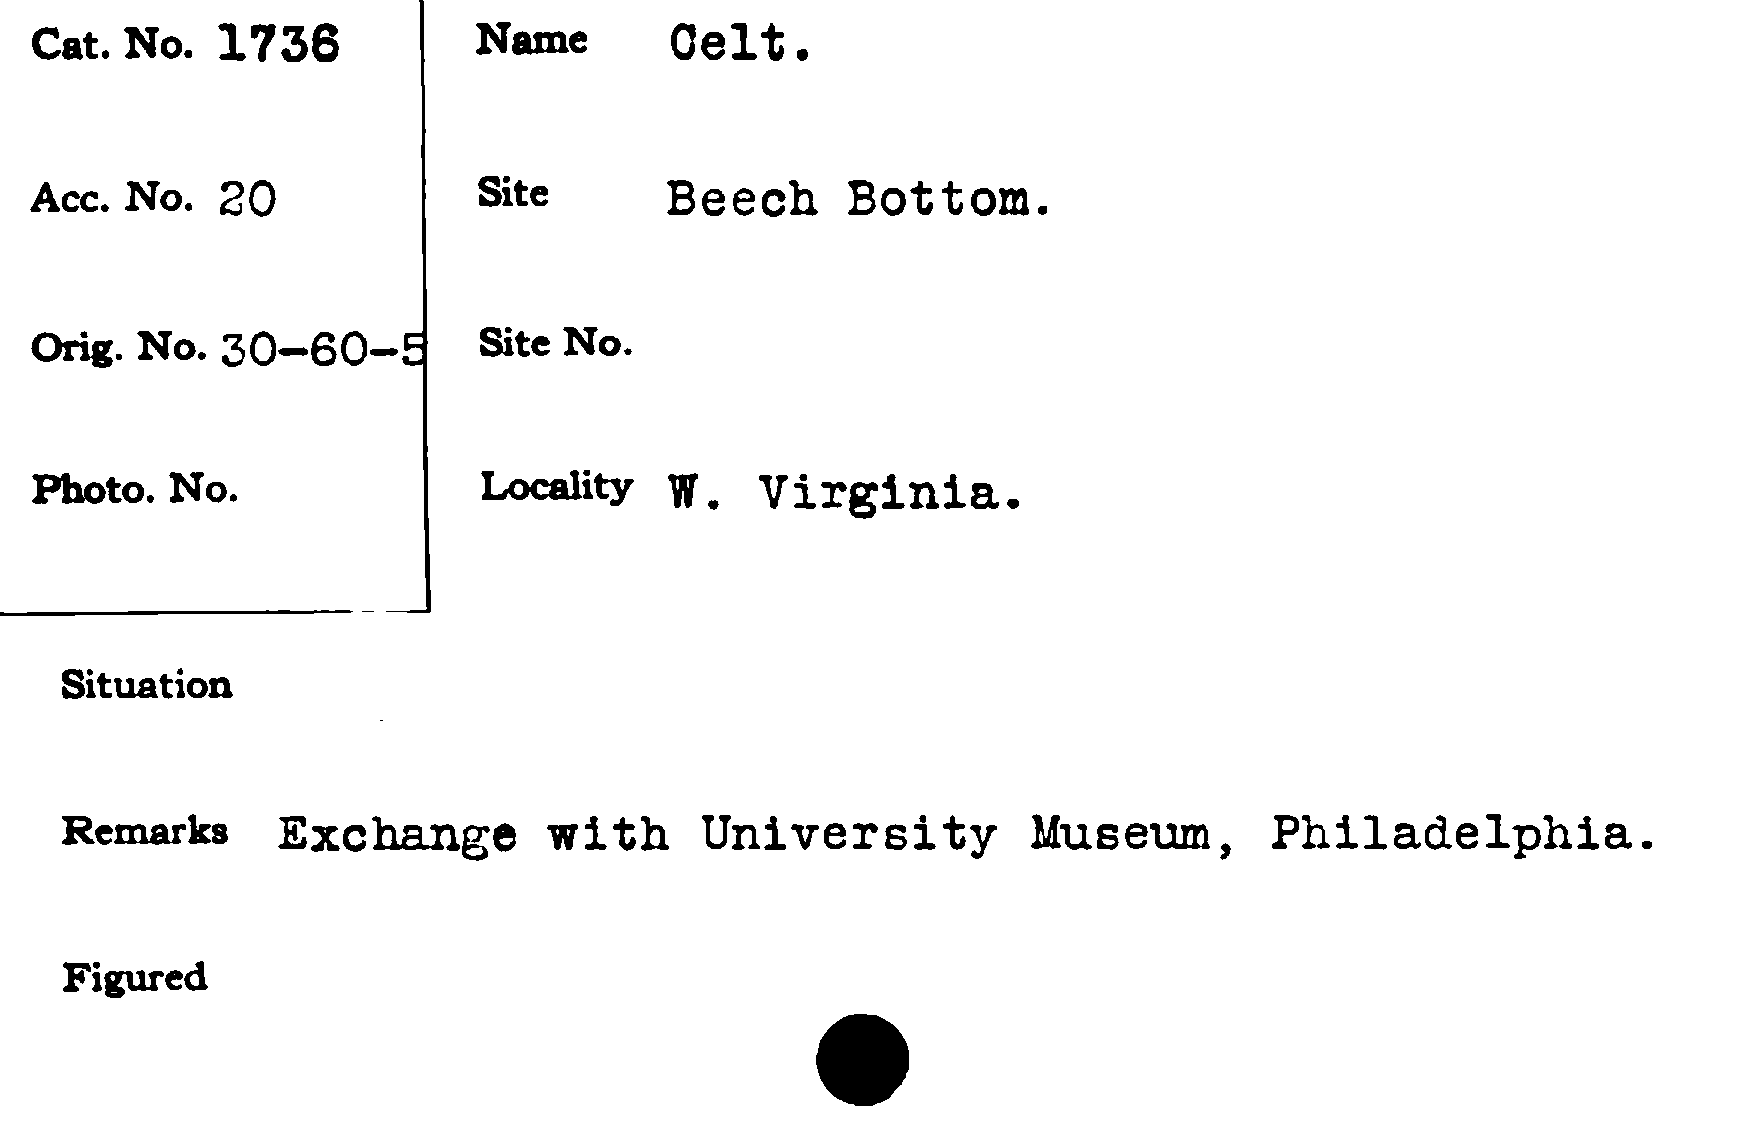 Cat. No. 1736
Name Celt.
Acc. No. 20
Site Beech Bottom.
Orig. No. 30-60-5
Site No.
Photo. No.
Locality W. Virginia.
Situation
Remarks Exchange with University Museum, Philadelphia.
Figured